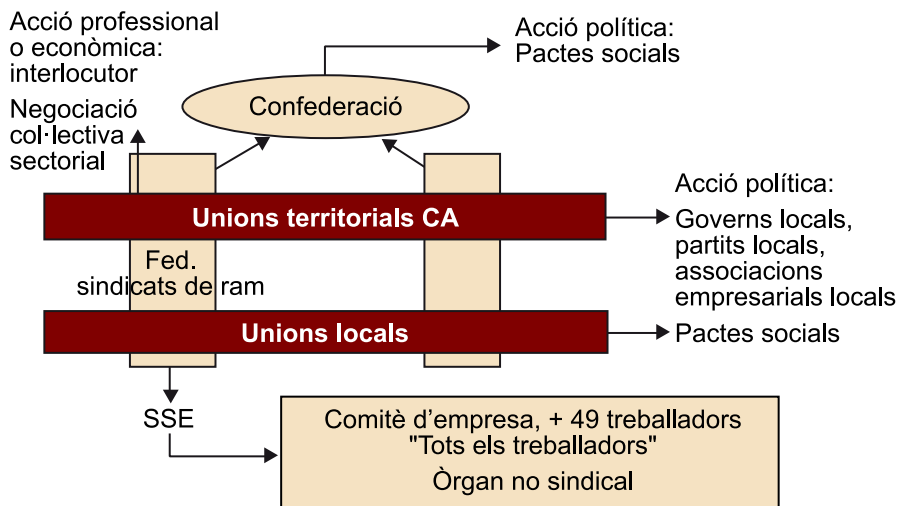 Acció professional
o econòmica:
interlocutor
Negociació
col·lectiva
sectorial
Acció política:
Pactes socials
Confederació
Unions territorials CA
Acció política:
Governs locals,
partits locals,
associacions
empresarials locals
Fed.
sindicats de ram
Unions locals
Pactes socials
SSE
Comitè d’empresa, + 49 treballadors
"Tots els treballadors"
Òrgan no sindical